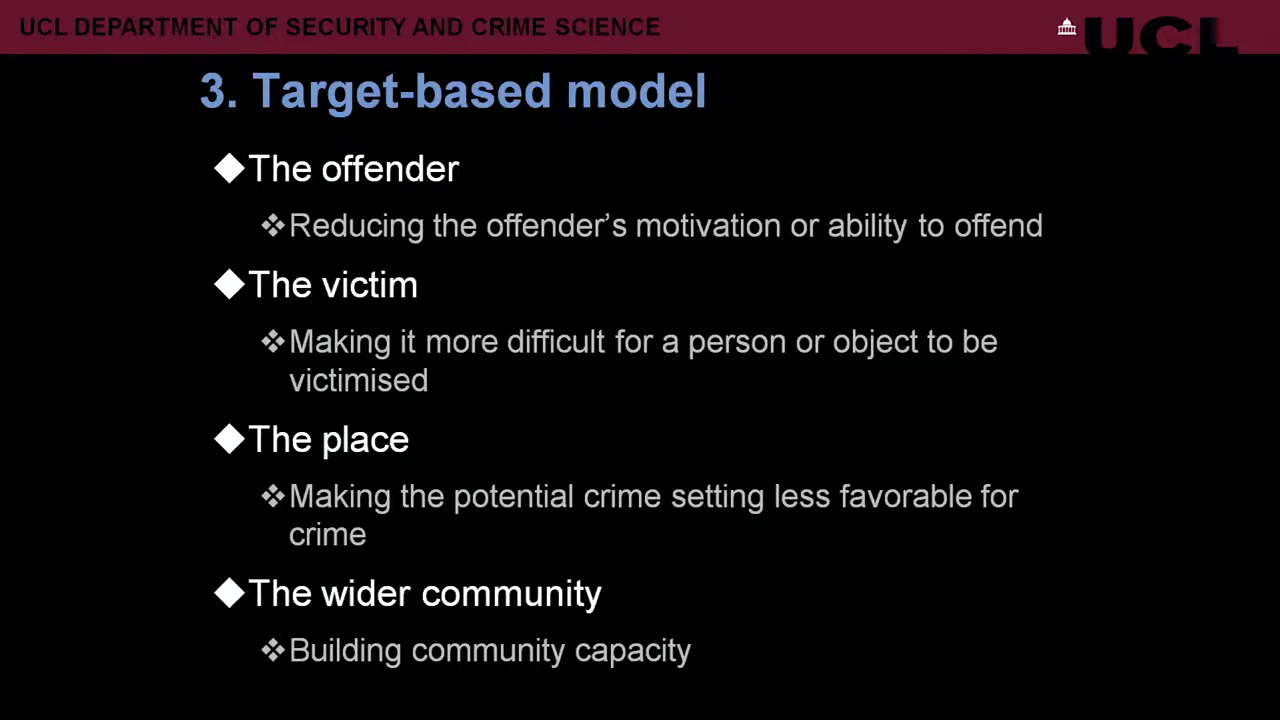 UCL DEPARTMENT OF SECURITY AND CRIME SCIENCE
UCL
3. Target-based model
◆The offender
❖Reducing the offender’s motivation or ability to offend
◆The victim
❖Making it more difficult for a person or object to be
victimised
◆The place
❖Making the potential crime setting less favorable for
crime
◆The wider community
❖Building community capacity